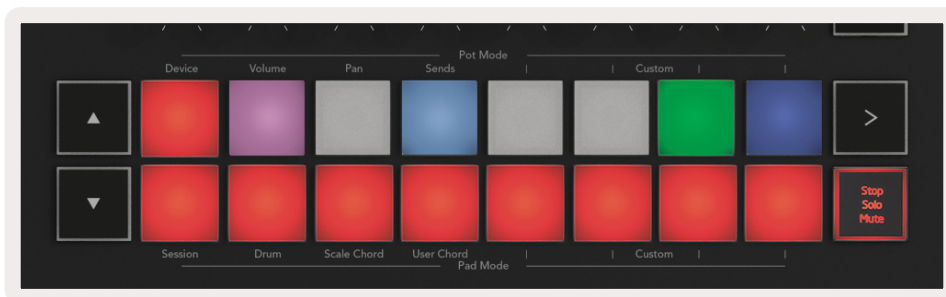 Pot Mode
Device Volume Pan Sends Custom
>
Stop
Solo
Mute
Session Drum Scale Chord User Chord Custom
Pad Mode